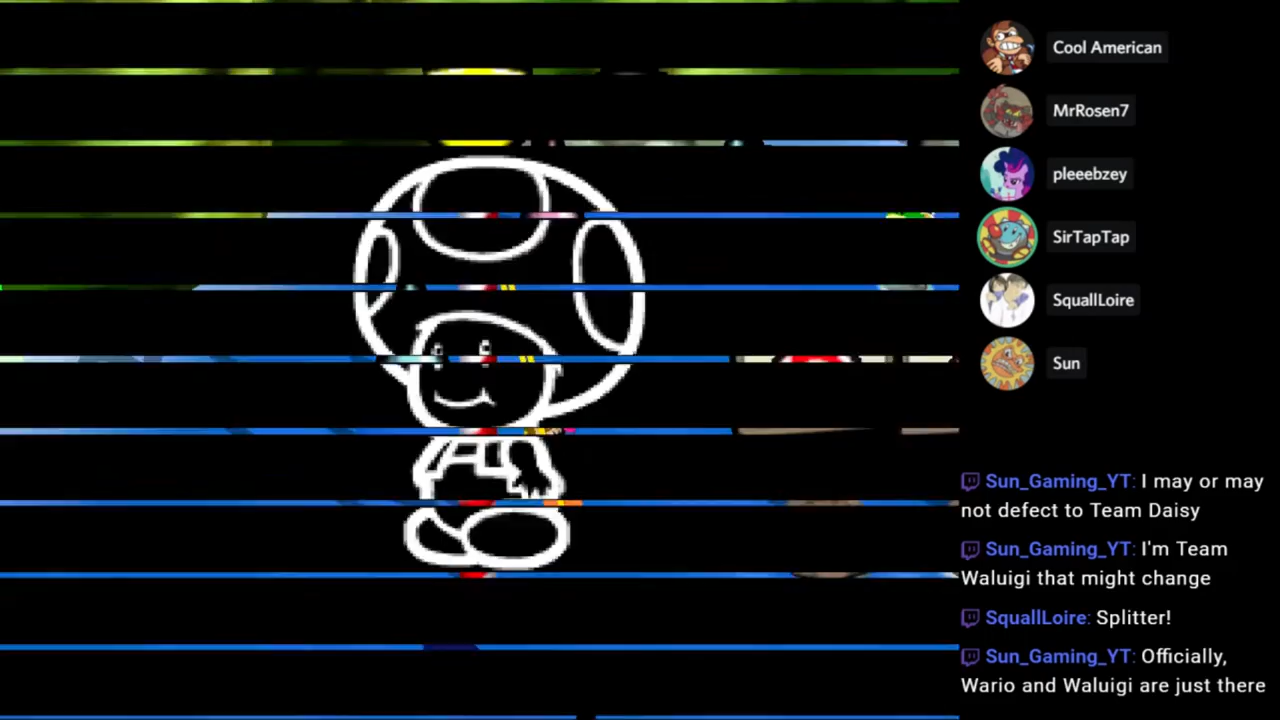 Cool American
MrRosen7
pleeebzey
SirTapTap
SquallLoire
Sun
Sun_Gaming_YT: I may or may
not defect to Team Daisy
Sun_Gaming_YT: I'm Team
Waluigi that might change
SquallLoire: Splitter!
Sun_Gaming_YT: Officially,
Wario and Waluigi are just there